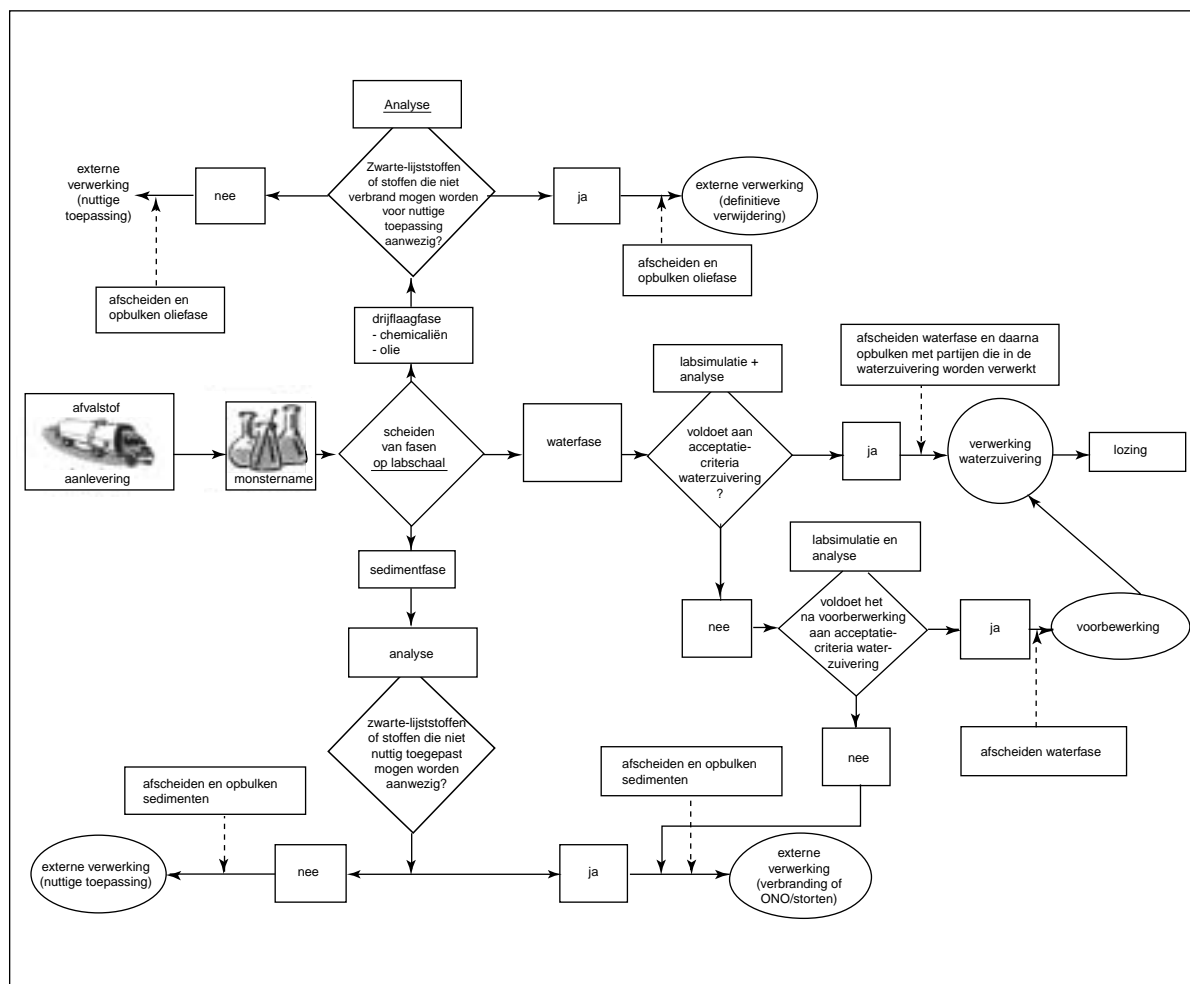 Analyse
Zwarte-lijststoffen
of stoffen die niet
verbrand mogen worden
voor nuttige
toepassing
aanwezig?
externe
verwerking
(nuttige
toepassing)
nee
ja
externe verwerking
(definitieve
verwijdering)
afscheiden en
opbulken oliefase
afscheiden en
opbulken oliefase
drijflaagfase
- chemicaliën
- olie
labsimulatie +
analyse
afscheiden waterfase en daarna
opbulken met partijen die in de
waterzuivering worden verwerkt
afvalstof
aanlevering
monstername
scheiden
van fasen
op labschaal
waterfase
voldoet aan
acceptatie-
criteria
waterzuivering
?
ja
verwerking
waterzuivering
lozing
sedimentfase
labsimulatie en
analyse
nee
voldoet het
na voorberwerking
aan acceptatie-
criteria water-
zuivering
ja
voorbewerking
analyse
zwarte-lijststoffen
of stoffen die niet
nuttig toegepast
mogen worden
aanwezig?
nee
afscheiden waterfase
afscheiden en opbulken
sedimenten
afscheiden en opbulken
sedimenten
externe verwerking
(nuttige toepassing)
nee
ja
externe
verwerking
(verbranding of
ONO/storten)